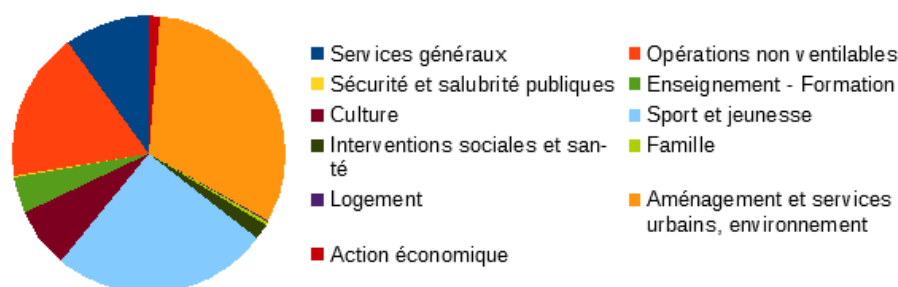 Services généraux
Opérations non ventilables
Sécurité et salubrité publiques
Enseignement - Formation
Culture
Sport et jeunesse
Interventions sociales et san-
té
Famille
Logement
Aménagement et services
urbains, environnement
Action économique